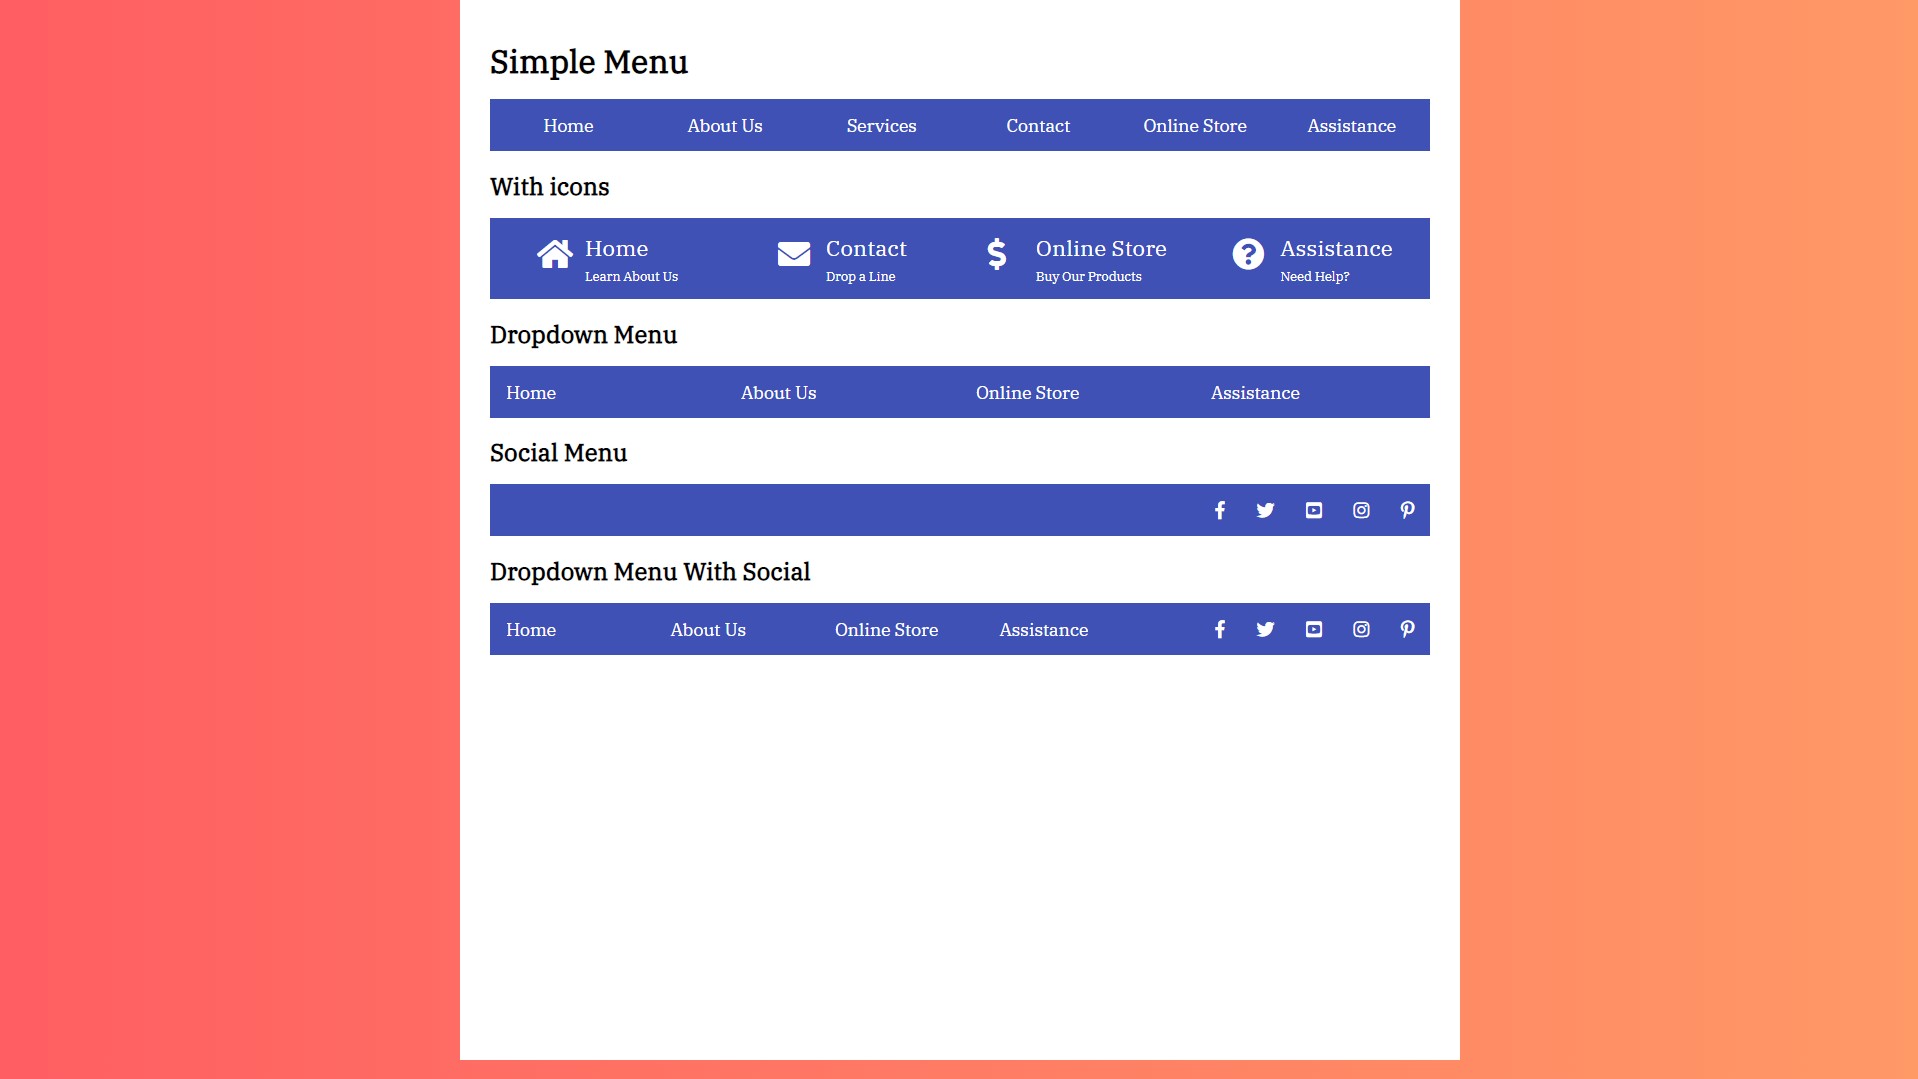 Simple Menu
Home About Us Services Contact Online Store Assistance
With icons
Home Contact Online Store Assistance
Learn About Us Drop a Line Buy Our Products Need Help?
Dropdown Menu
Home About Us Online Store Assistance
Social Menu
Dropdown Menu With Social
Home About Us Online Store Assistance